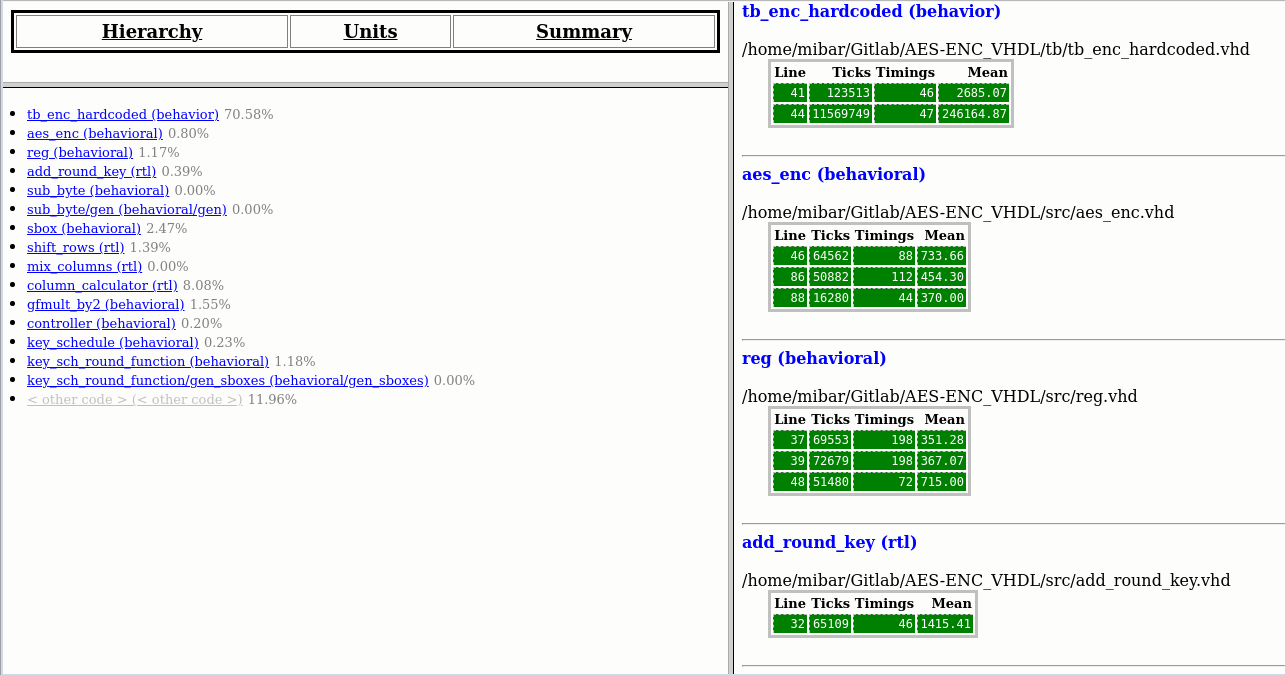 Hierarchy Units Summary
tb_enc_hardcoded (behavior) 70.58%
aes_enc (behavioral) 0.80%
reg (behavioral) 1.17%
add_round_key (rtl) 0.39%
sub_byte (behavioral) 0.00%
sub_byte/gen (behavioral/gen) 0.00%
sbox (behavioral) 2.47%
shift_rows (rtl) 1.39%
mix_columns (rtl) 0.00%
column_calculator (rtl) 8.08%
gfmult_by2 (behavioral) 1.55%
controller (behavioral) 0.20%
key_schedule (behavioral) 0.23%
key_sch_round_function (behavioral) 1.18%
key_sch_round_function/gen_sboxes (behavioral/gen_sboxes) 0.00%
< other code > (< other code >) 11.96%
tb_enc_hardcoded (behavior)
/home/mibar/Gitlab/AES-ENC_VHDL/tb/tb_enc_hardcoded.vhd
Line Ticks Timings Mean
41 123513 46 2685.07
44 11569749 47 246164.87
aes_enc (behavioral)
/home/mibar/Gitlab/AES-ENC_VHDL/src/aes_enc.vhd
Line Ticks Timings Mean
46 64562 88 733.66
86 50882 112 454.30
88 16280 44 370.00
reg (behavioral)
/home/mibar/Gitlab/AES-ENC_VHDL/src/reg.vhd
Line Ticks Timings Mean
37 69553 198 351.28
39 72679 198 367.07
48 51480 72 715.00
add_round_key (rtl)
/home/mibar/Gitlab/AES-ENC_VHDL/src/add_round_key.vhd
Line Ticks Timings Mean
32 65109 46 1415.41